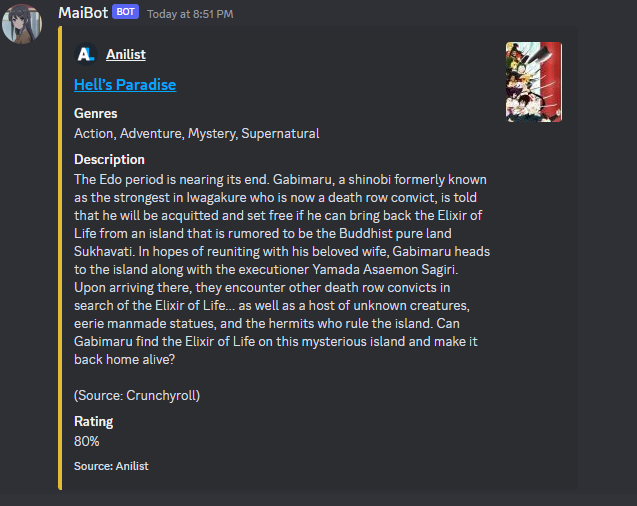 MaiBot BOT Today at 8:51 PM
AL Anilist
Hell's Paradise
Genres
Action, Adventure, Mystery, Supernatural
Description
The Edo period is nearing its end. Gabimaru, a shinobi formerly known
as the strongest in Iwagakure who is now a death row convict, is told
that he will be acquitted and set free if he can bring back the Elixir of
Life from an island that is rumored to be the Buddhist pure land
Sukhavati. In hopes of reuniting with his beloved wife, Gabimaru heads
to the island along with the executioner Yamada Asaemon Sagiri.
Upon arriving there, they encounter other death row convicts in
search of the Elixir of Life... as well as a host of unknown creatures,
eerie manmade statues, and the hermits who rule the island. Can
Gabimaru find the Elixir of Life on this mysterious island and make it
back home alive?
(Source: Crunchyroll)
Rating
80%
Source: Anilist